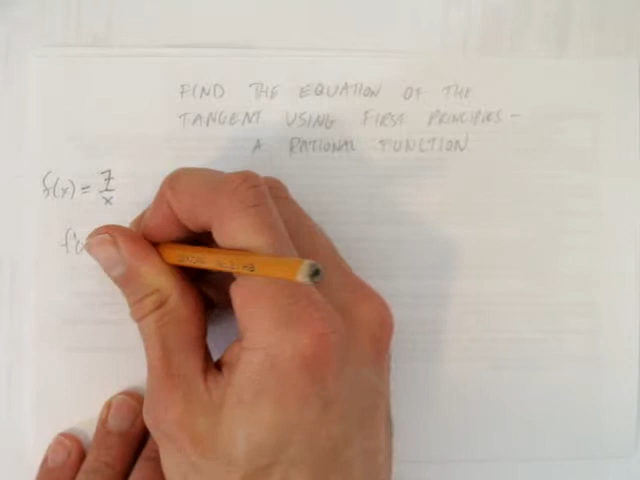 FIND THE EQUATION OF THE
TANGENT USING FIRST PRINCIPLES -
A RATIONAL FUNCTION
f(x) = 7/x